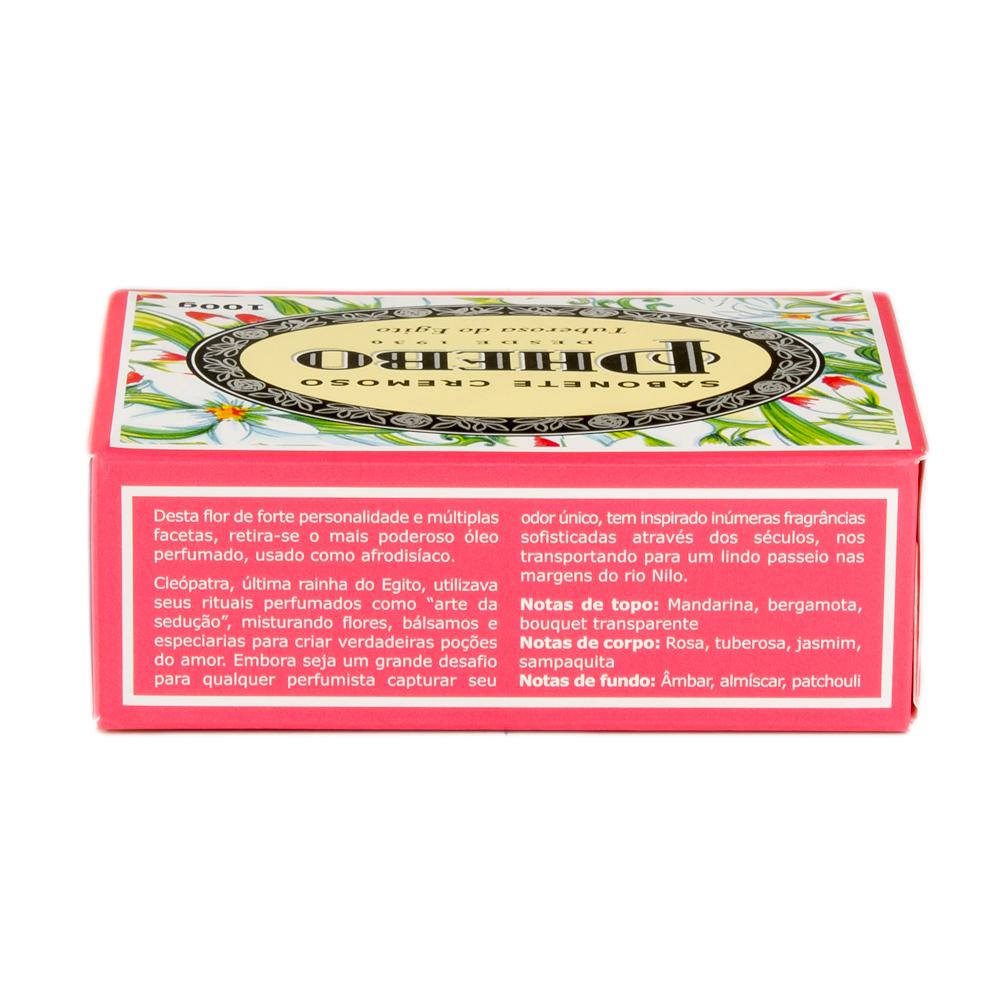 SABONETE CREMOSO
PHEBO
DESDE 1930
Tuberosa do Egito
100g
Desta flor de forte personalidade e múltiplas
facetas, retira-se o mais poderoso óleo
perfumado, usado como afrodisíaco.
Cleópatra, última rainha do Egito, utilizava
seus rituais perfumados como “arte da
sedução”, misturando flores, bálsamos e
especiarias para criar verdadeiras poções
do amor. Embora seja um grande desafio
para qualquer perfumista capturar seu
odor único, tem inspirado inúmeras fragrâncias
sofisticadas através dos séculos, nos
transportando para um lindo passeio nas
margens do rio Nilo.
Notas de topo: Mandarina, bergamota,
bouquet transparente
Notas de corpo: Rosa, tuberosa, jasmim,
sampaquita
Notas de fundo: Âmbar, almíscar, patchouli